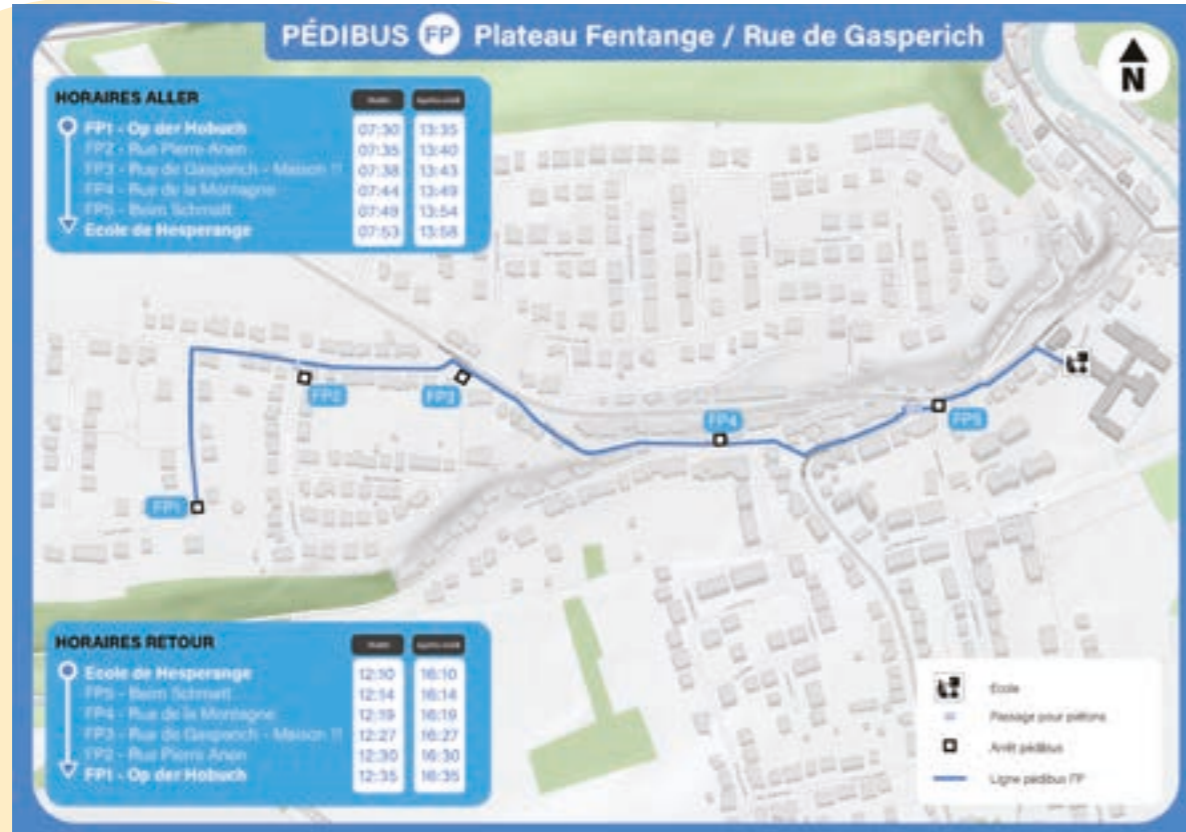 PÉDIBUS FP Plateau Fentange / Rue de Gasperich
N
HORAIRES ALLER
FP1 - Op der Hobuch 07:30 13:35
FP2 - Rue Pierre Anen 07:35 13:40
FP3 - Rue de Gasperich - Maison 11 07:38 13:43
FP4 - Rue de la Montagne 07:44 13:49
FP5 - Beim Schmatt 07:49 13:54
Ecole de Hesperange 07:53 13:58
FP2
FP3
FP4
FP5
FP1
HORAIRES RETOUR
Ecole de Hesperange 12:10 16:10
FP5 - Beim Schmatt 12:14 16:14
FP4 - Rue de la Montagne 12:19 16:19
FP3 - Rue de Gasperich - Maison 11 12:27 16:27
FP2 - Rue Pierre Anen 12:30 16:30
FP1 - Op der Hobuch 12:35 16:35
Ecole
Passage pour piétons
Arrêt pédibus
Ligne pédibus FP